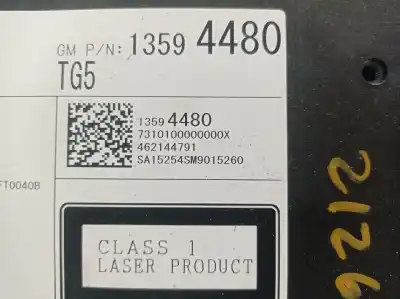 GM P/N: 1359 4480
TG5
1359 4480
7310100000000X
462144791
SA15254SM9015260
FT0040B
CLASS 1
LASER PRODUCT
9212